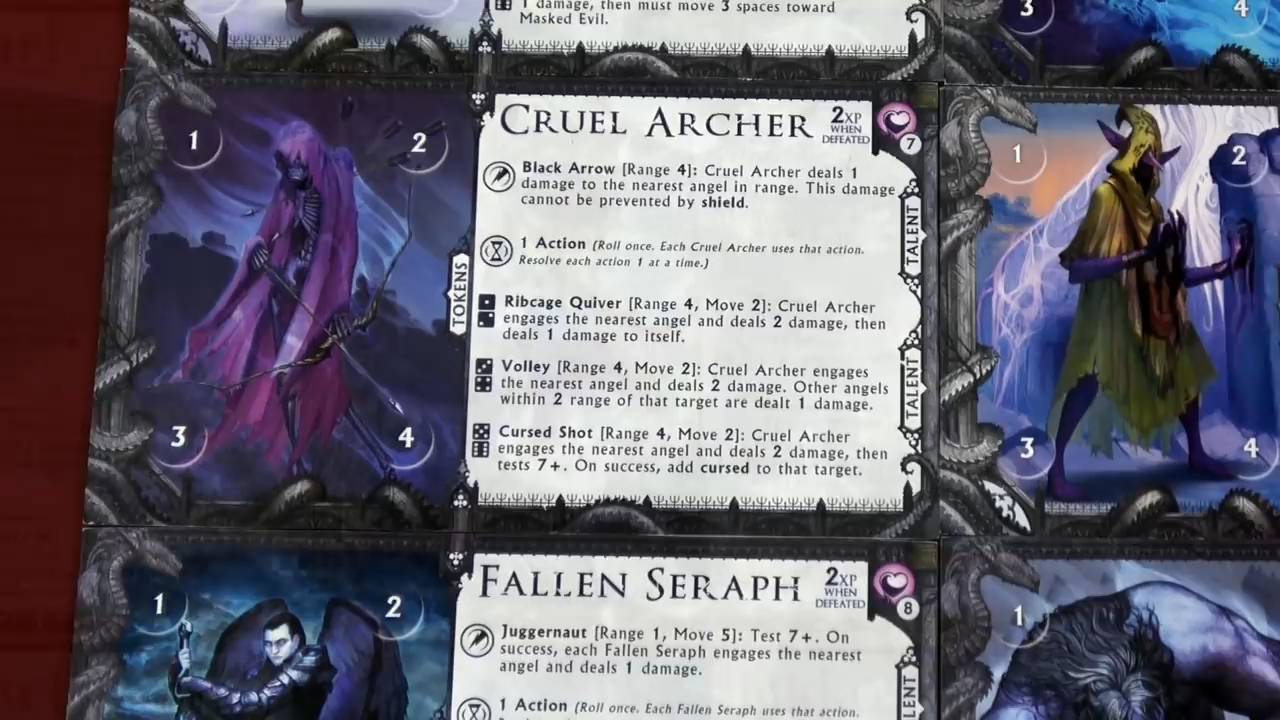 1 damage, then must move 3 spaces toward
Masked Evil.
3
4
CRUEL ARCHER
2XP
WHEN
DEFEATED
7
1
2
3
4
TOKENS
Black Arrow [Range 4]: Cruel Archer deals 1
damage to the nearest angel in range. This damage
cannot be prevented by shield.
1 Action (Roll once. Each Cruel Archer uses that action.
Resolve each action 1 at a time.)
Ribcage Quiver [Range 4, Move 2]: Cruel Archer
engages the nearest angel and deals 2 damage, then
deals 1 damage to itself.
Volley [Range 4, Move 2]: Cruel Archer engages
the nearest angel and deals 2 damage. Other angels
within 2 range of that target are dealt 1 damage.
Cursed Shot [Range 4, Move 2]: Cruel Archer
engages the nearest angel and deals 2 damage, then
tests 7+. On success, add cursed to that target.
TALENT
TALENT
1
2
3
4
FALLEN SERAPH
2XP
WHEN
DEFEATED
8
1
2
Juggernaut [Range 1, Move 5]: Test 7+. On
success, each Fallen Seraph engages the nearest
angel and deals 1 damage.
1 Action (Roll once. Each Fallen Seraph uses that action.
LENT
1